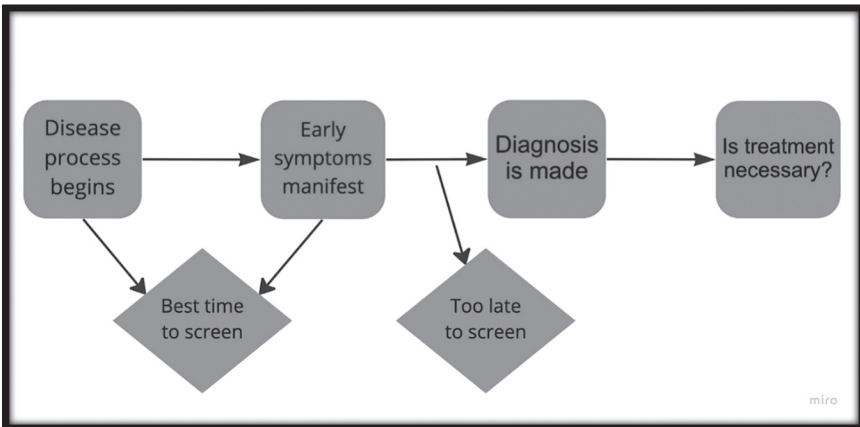 Disease
process
begins
Early
symptoms
manifest
Diagnosis
is made
Is treatment
necessary?
Best time
to screen
Too late
to screen
miro